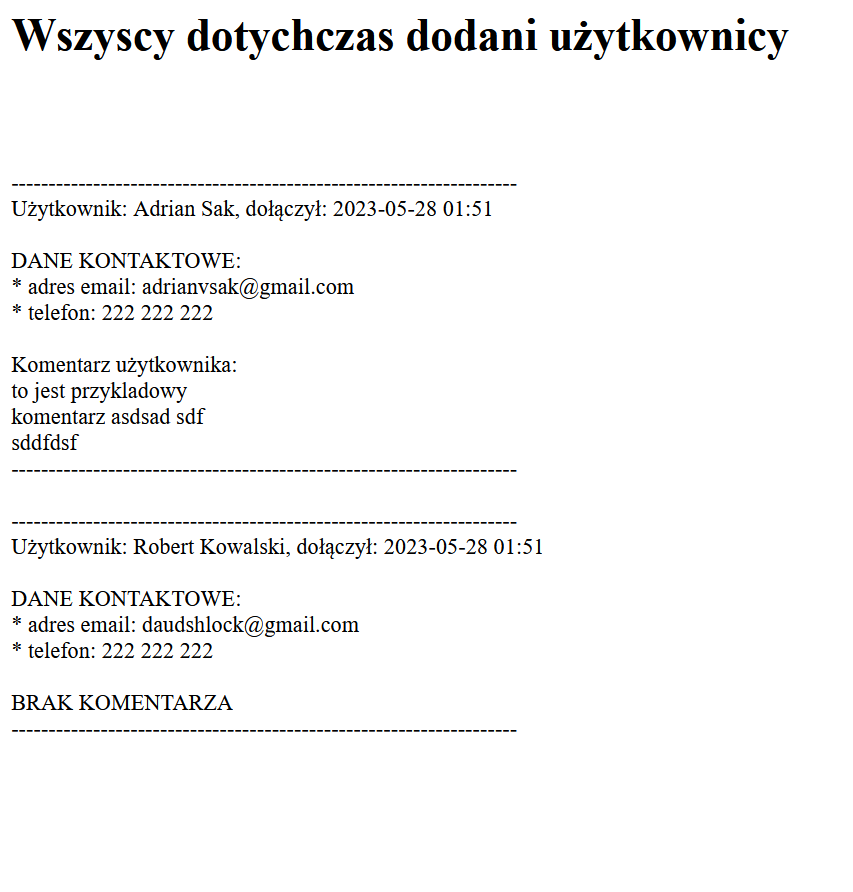 Wszyscy dotychczas dodani użytkownicy
--------------------------------------------------------------------
Użytkownik: Adrian Sak, dołączył: 2023-05-28 01:51
DANE KONTAKTOWE:
* adres email: adrianvsak@gmail.com
* telefon: 222 222 222
Komentarz użytkownika:
to jest przykladowy
komentarz asdsad sdf
sddfdsf
--------------------------------------------------------------------
--------------------------------------------------------------------
Użytkownik: Robert Kowalski, dołączył: 2023-05-28 01:51
DANE KONTAKTOWE:
* adres email: daudshlock@gmail.com
* telefon: 222 222 222
BRAK KOMENTARZA
--------------------------------------------------------------------